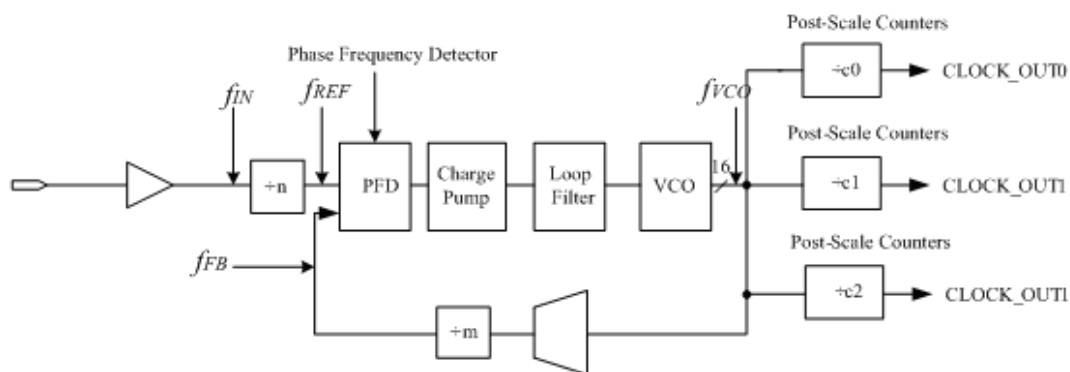 Post-Scale Counters
Phase Frequency Detector
÷c0
CLOCK_OUT0
fIN
fREF
fVCO
Post-Scale Counters
16
÷n
PFD
Charge
Pump
Loop
Filter
VCO
÷c1
CLOCK_OUT1
Post-Scale Counters
fFB
÷c2
CLOCK_OUT1
÷m